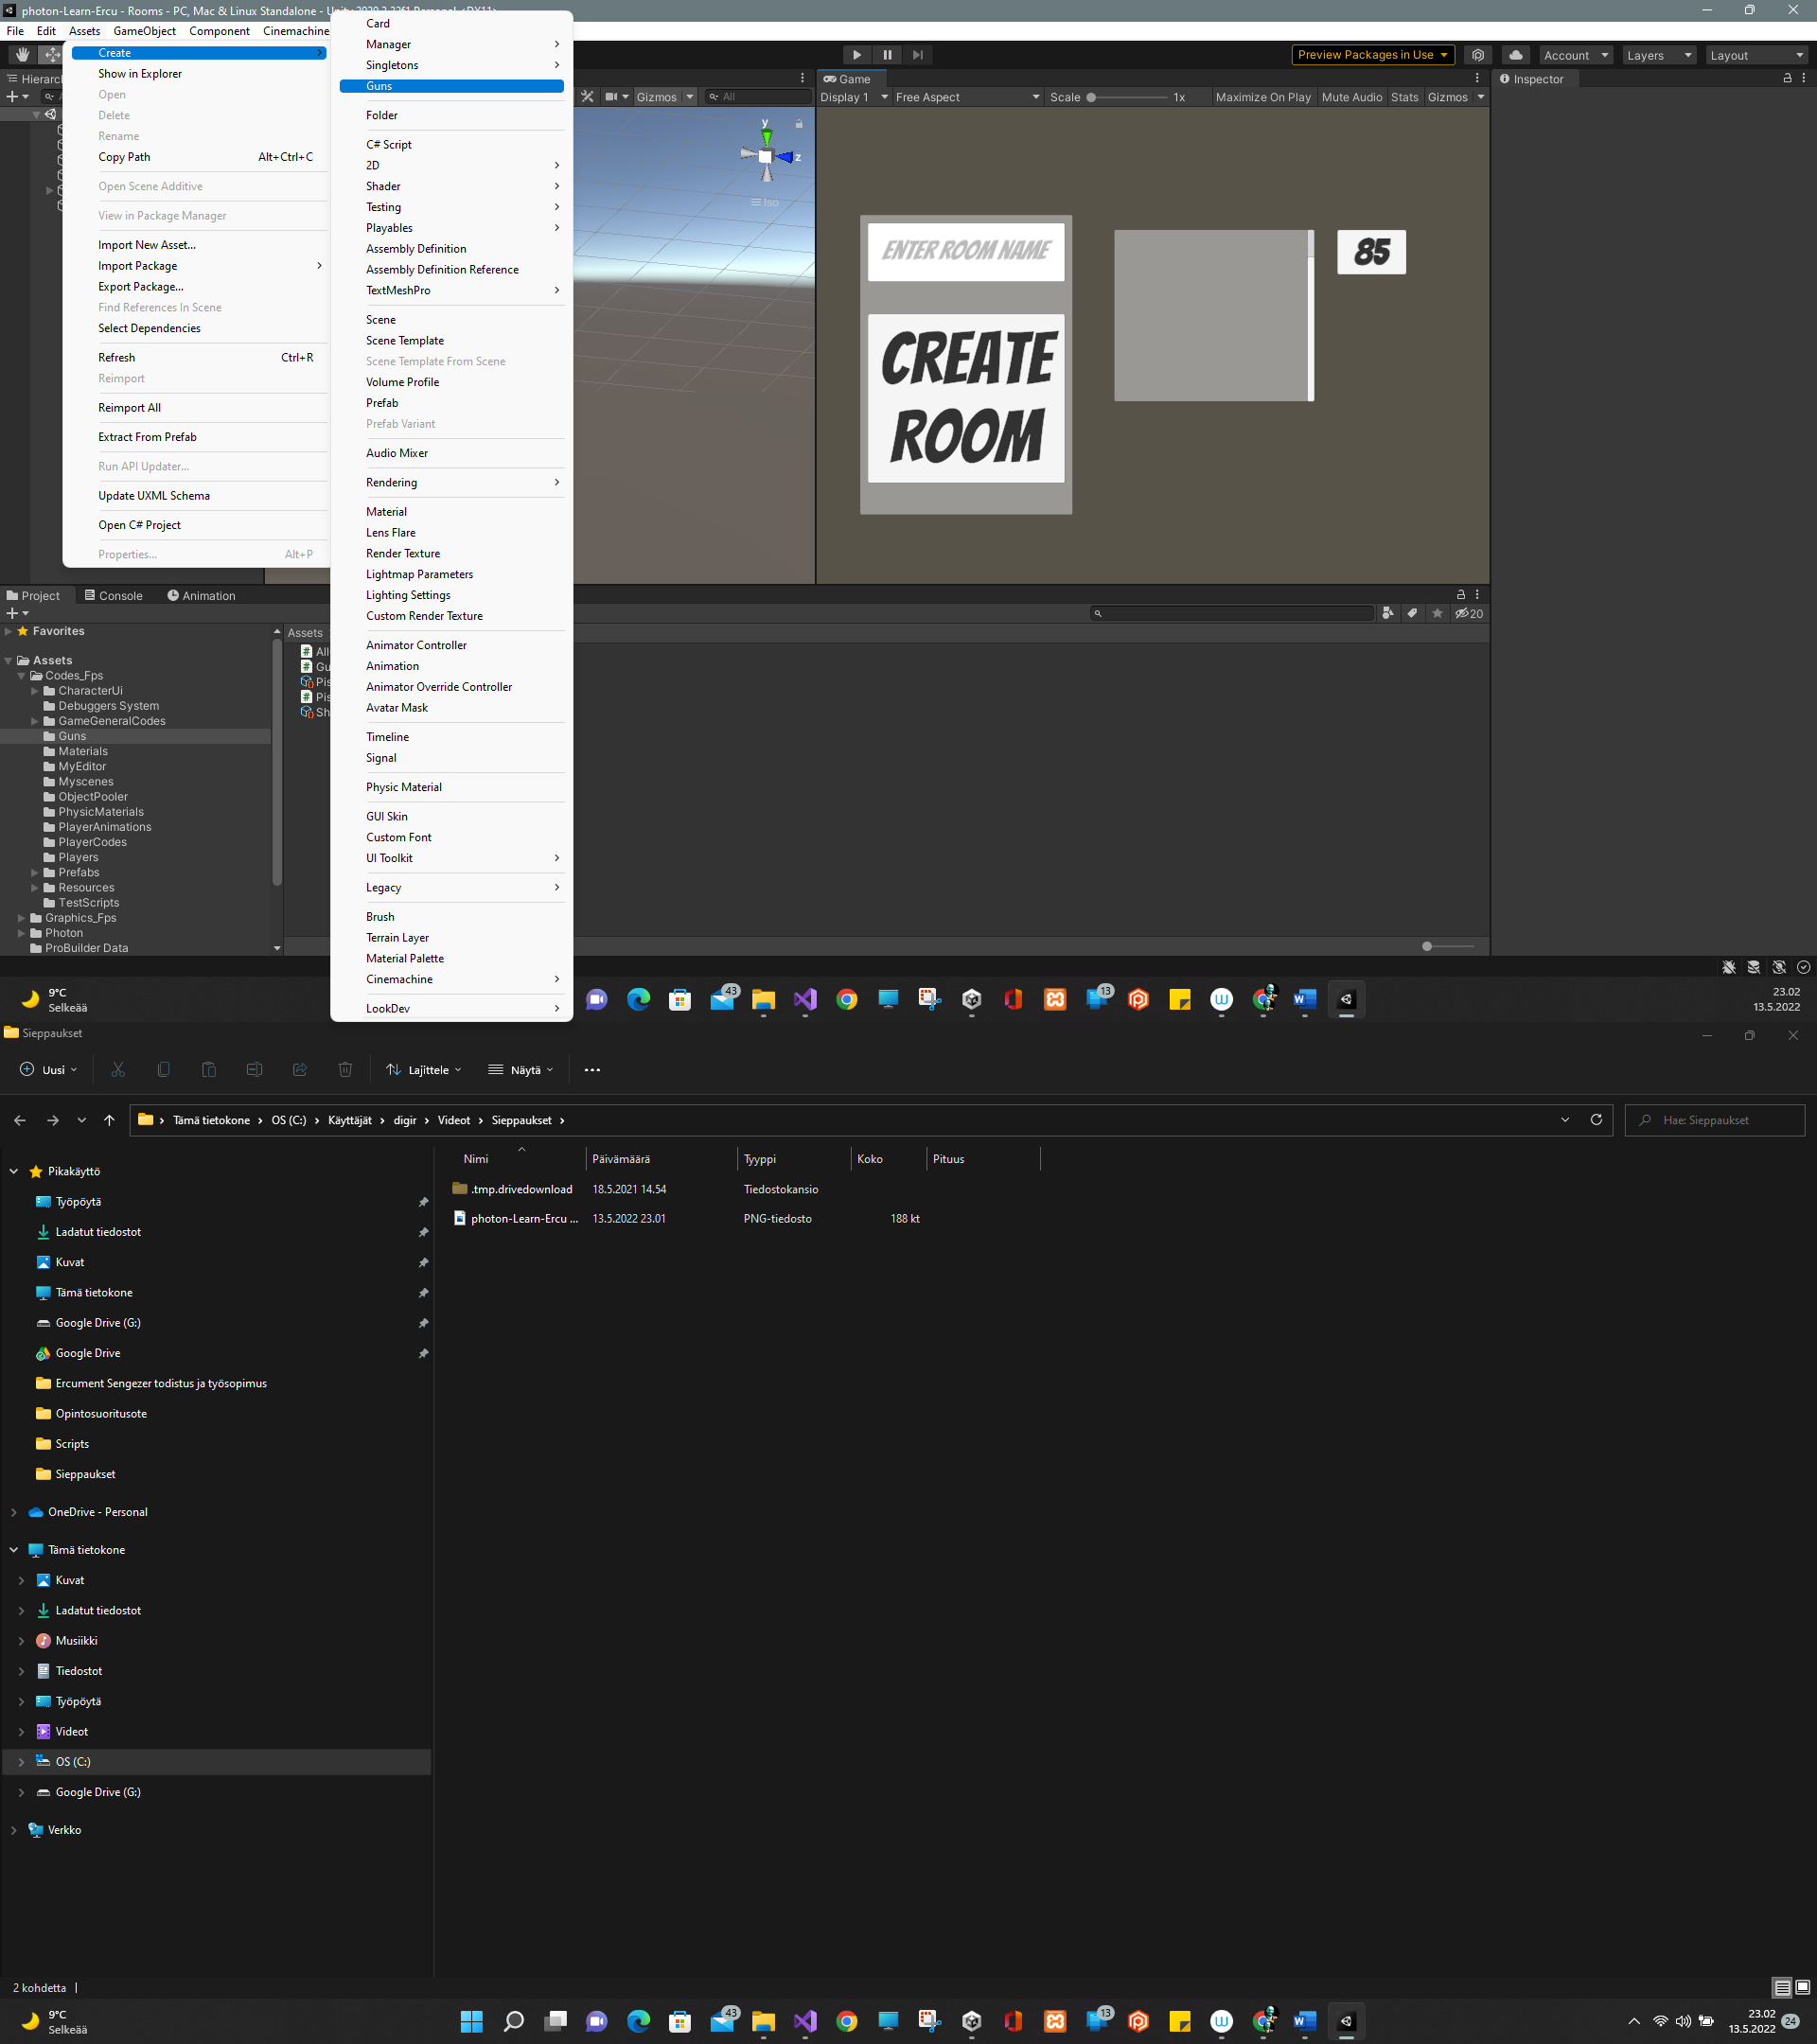 photon-Learn-Ercu - Rooms - PC, Mac & Linux Standalone -
File Edit Assets GameObject Component Cinemachine
Create
Show in Explorer
Open
Delete
Rename
Copy Path Alt+Ctrl+C
Open Scene Additive
View in Package Manager
Import New Asset...
Import Package
Export Package...
Find References In Scene
Select Dependencies
Refresh Ctrl+R
Reimport
Reimport All
Extract From Prefab
Run API Updater...
Update UXML Schema
Open C# Project
Properties... Alt+P
Card
Manager
Singletons
Guns
Folder
C# Script
2D
Shader
Testing
Playables
Assembly Definition
Assembly Definition Reference
TextMeshPro
Scene
Scene Template
Scene Template From Scene
Volume Profile
Prefab
Prefab Variant
Audio Mixer
Rendering
Material
Lens Flare
Render Texture
Lightmap Parameters
Lighting Settings
Custom Render Texture
Animator Controller
Animation
Animator Override Controller
Avatar Mask
Timeline
Signal
Physic Material
GUI Skin
Custom Font
UI Toolkit
Legacy
Brush
Terrain Layer
Material Palette
Cinemachine
LookDev
Preview Packages in Use Account Layers Layout
Gizmos All
y
z
Iso
Game
Display 1 Free Aspect Scale 1x Maximize On Play Mute Audio Stats Gizmos
ENTER ROOM NAME
CREATE
ROOM
85
Inspector
Project Console Animation
20
Favorites
Assets
Codes_Fps
CharacterUi
Debuggers System
GameGeneralCodes
Guns
Materials
MyEditor
Myscenes
ObjectPooler
PhysicMaterials
PlayerAnimations
PlayerCodes
Players
Prefabs
Resources
TestScripts
Graphics_Fps
Photon
ProBuilder Data
Assets
All
Gu
Pis
Pis
Sh
9°C
Selkeää
43
13
23.02
13.5.2022
Sieppaukset
Uusi Lajittele Näytä
Tämä tietokone OS (C:) Käyttäjät digir Videot Sieppaukset
Hae: Sieppaukset
Nimi Päivämäärä Tyyppi Koko Pituus
.tmp.drivedownload 18.5.2021 14.54 Tiedostokansio
photon-Learn-Ercu ... 13.5.2022 23.01 PNG-tiedosto 188 kt
Pikakäyttö
Työpöytä
Ladatut tiedostot
Kuvat
Tämä tietokone
Google Drive (G:)
Google Drive
Ercument Sengezer todistus ja työsopimus
Opintosuoritusote
Scripts
Sieppaukset
OneDrive - Personal
Tämä tietokone
Kuvat
Ladatut tiedostot
Musiikki
Tiedostot
Työpöytä
Videot
OS (C:)
Google Drive (G:)
Verkko
2 kohdetta
9°C
Selkeää
43
13
23.02
13.5.2022
24